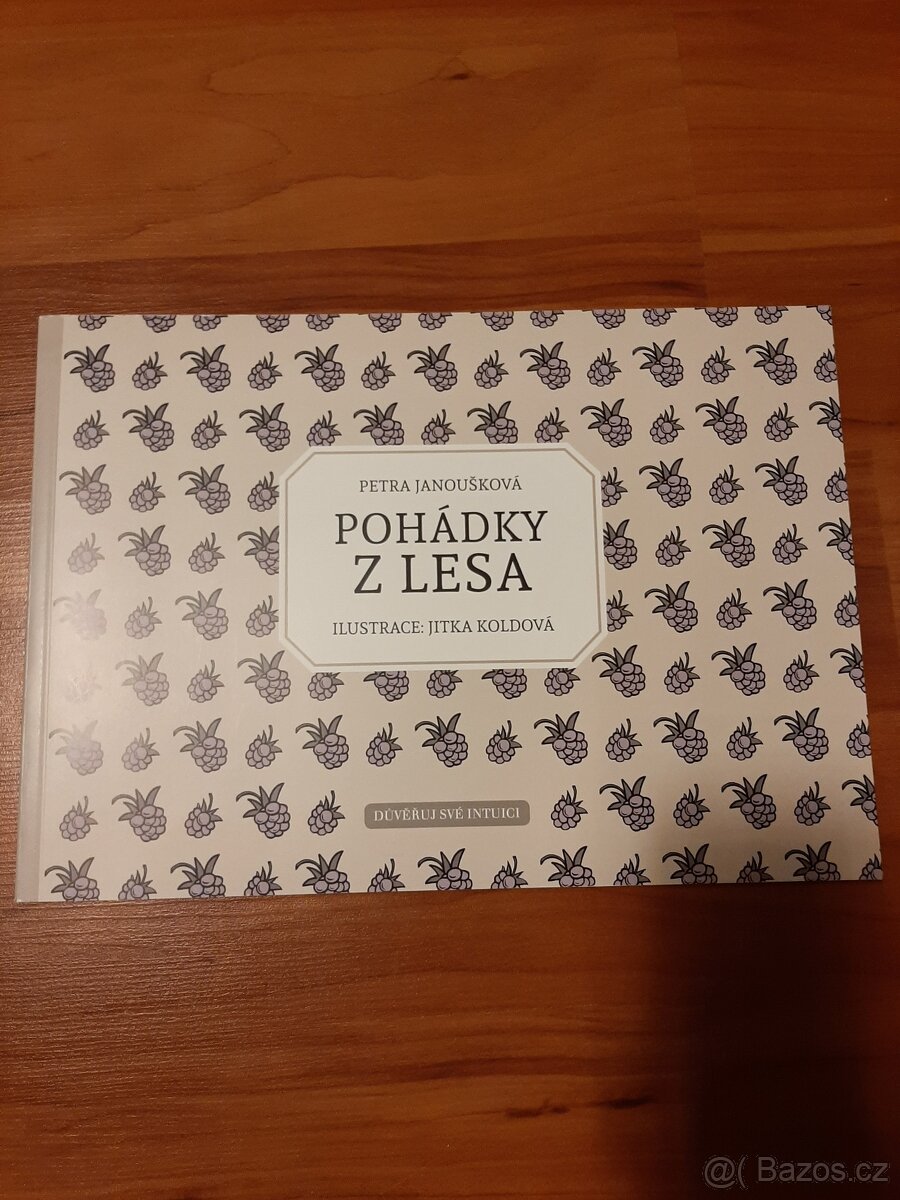 PETRA JANOUŠKOVÁ
POHÁDKY
Z LESA
ILUSTRACE: JITKA KOLDOVÁ
DŮVĚŘUJ SVÉ INTUICI
@( Bazos.cz